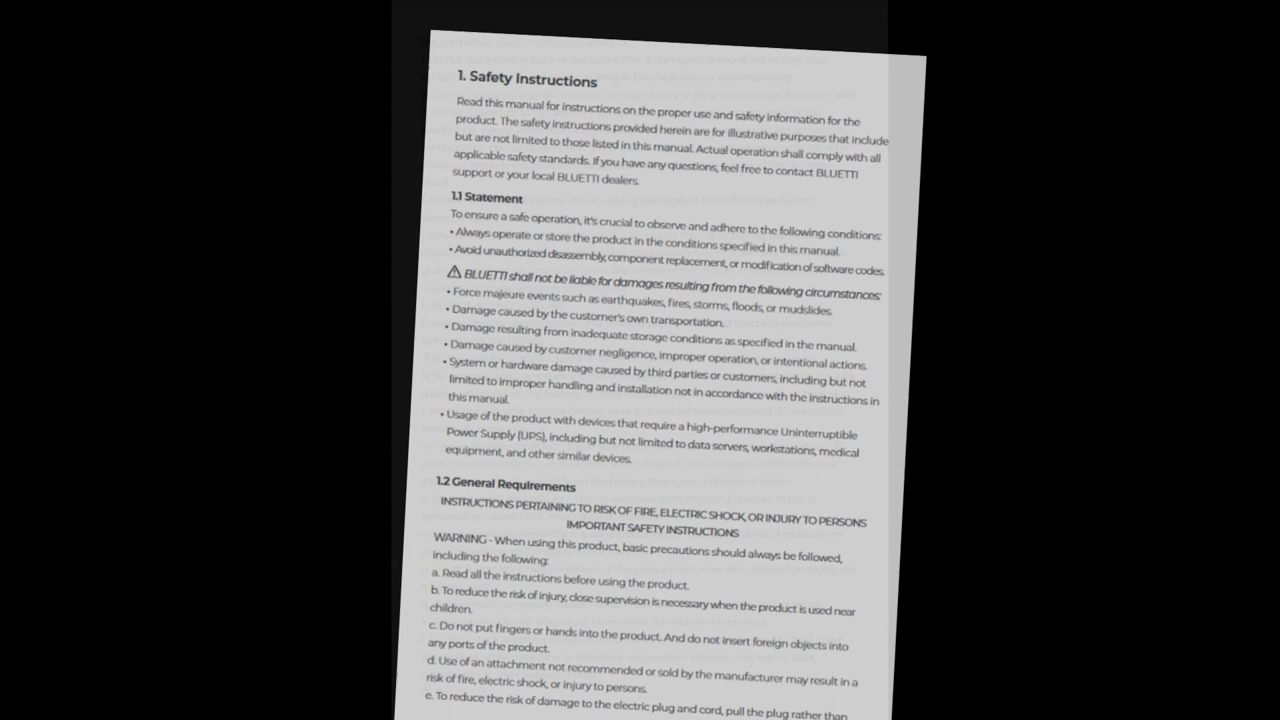 1. Safety Instructions
Read this manual for instructions on the proper use and safety information for the
product. The safety instructions provided herein are for illustrative purposes that include
but are not limited to those listed in this manual. Actual operation shall comply with all
applicable safety standards. If you have any questions, feel free to contact BLUETTI
support or your local BLUETTI dealers.
1.1 Statement
To ensure a safe operation, it's crucial to observe and adhere to the following conditions:
• Always operate or store the product in the conditions specified in this manual.
• Avoid unauthorized disassembly, component replacement, or modification of software codes.
⚠ BLUETTI shall not be liable for damages resulting from the following circumstances:
• Force majeure events such as earthquakes, fires, storms, floods, or mudslides.
• Damage caused by the customer's own transportation.
• Damage resulting from inadequate storage conditions as specified in the manual.
• Damage caused by customer negligence, improper operation, or intentional actions.
• System or hardware damage caused by third parties or customers, including but not
limited to improper handling and installation not in accordance with the instructions in
this manual.
• Usage of the product with devices that require a high-performance Uninterruptible
Power Supply (UPS), including but not limited to data servers, workstations, medical
equipment, and other similar devices.
1.2 General Requirements
INSTRUCTIONS PERTAINING TO RISK OF FIRE, ELECTRIC SHOCK, OR INJURY TO PERSONS
IMPORTANT SAFETY INSTRUCTIONS
WARNING - When using this product, basic precautions should always be followed,
including the following:
a. Read all the instructions before using the product.
b. To reduce the risk of injury, close supervision is necessary when the product is used near
children.
c. Do not put fingers or hands into the product. And do not insert foreign objects into
any ports of the product.
d. Use of an attachment not recommended or sold by the manufacturer may result in a
risk of fire, electric shock, or injury to persons.
e. To reduce the risk of damage to the electric plug and cord, pull the plug rather than